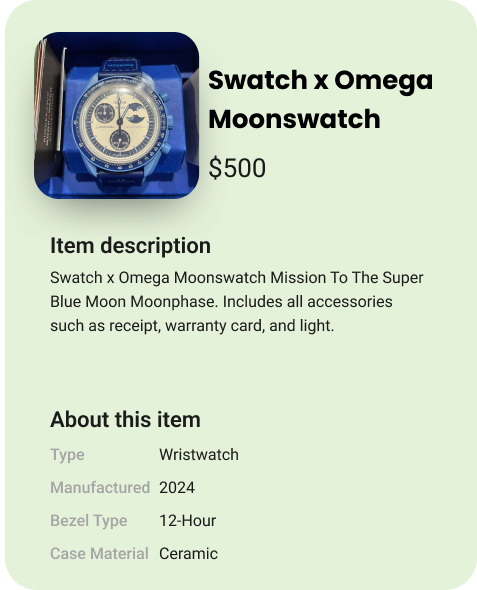 Swatch x Omega
Moonswatch
$500
Item description
Swatch x Omega Moonswatch Mission To The Super
Blue Moon Moonphase. Includes all accessories
such as receipt, warranty card, and light.
About this item
Type Wristwatch
Manufactured 2024
Bezel Type 12-Hour
Case Material Ceramic